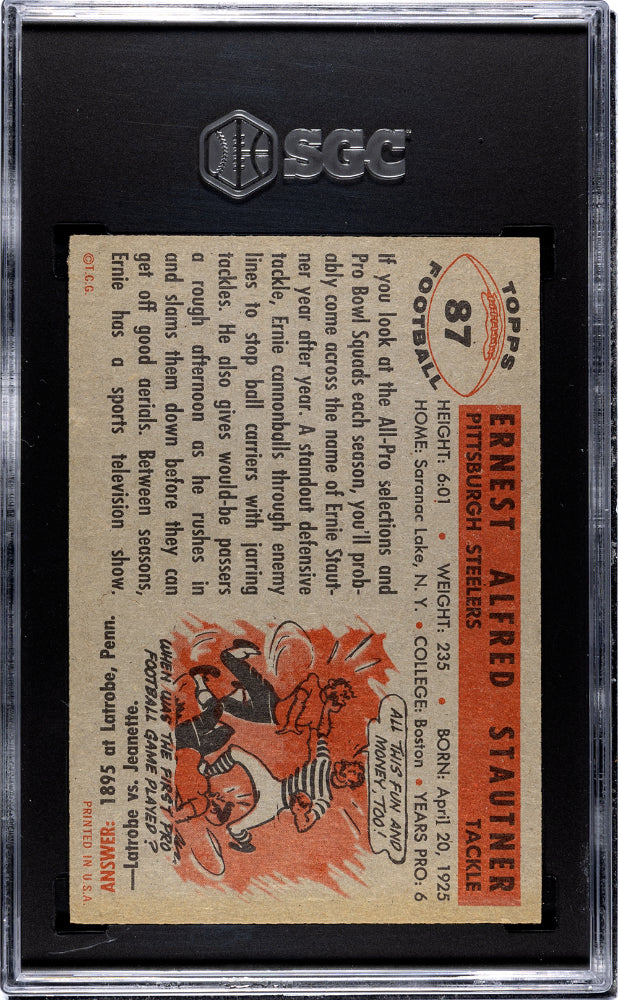 SGC
TOPPS
87
FOOTBALL
ERNEST ALFRED STAUTNER
PITTSBURGH STEELERS TACKLE
HEIGHT: 6:01 • WEIGHT: 235 • BORN: April 20, 1925
HOME: Saranac Lake, N. Y. • COLLEGE: Boston • YEARS PRO: 6
If you look at the All-Pro selections and
Pro Bowl Squads each season, you'll prob-
ably come across the name of Ernie Staut-
ner year after year. A standout defensive
tackle, Ernie cannonballs through enemy
lines to stop ball carriers with jarring
tackles. He also gives would-be passers
a rough afternoon as he rushes in
and slams them down before they can
get off good aerials. Between seasons,
Ernie has a sports television show.
©T.C.G.
ALL THIS FUN AND
MONEY TOO!
WHEN WAS THE FIRST PRO
FOOTBALL GAME PLAYED?
ANSWER: 1895 at Latrobe, Penn.
—Latrobe vs. Jeanette.
PRINTED IN U.S.A.